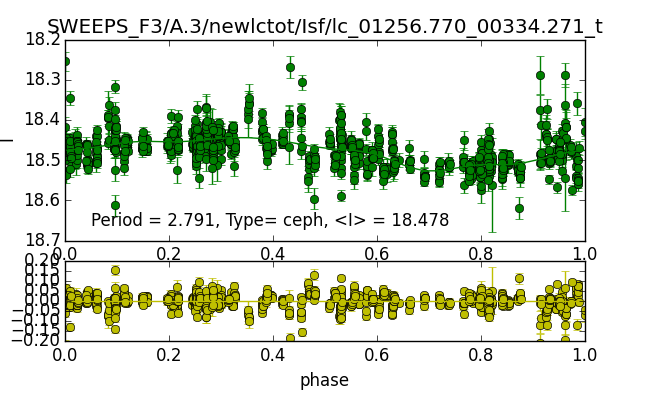 SWEEPS_F3/A.3/newlctot/lsf/lc_01256.770_00334.271_t
18.2
18.3
18.4
18.5
18.6
18.7
I
Period = 2.791, Type= ceph, <I> = 18.478
0.0 0.2 0.4 0.6 0.8 1.0
0.20
0.15
0.10
0.05
0.00
−0.05
−0.10
−0.15
−0.20
0.0 0.2 0.4 0.6 0.8 1.0
phase